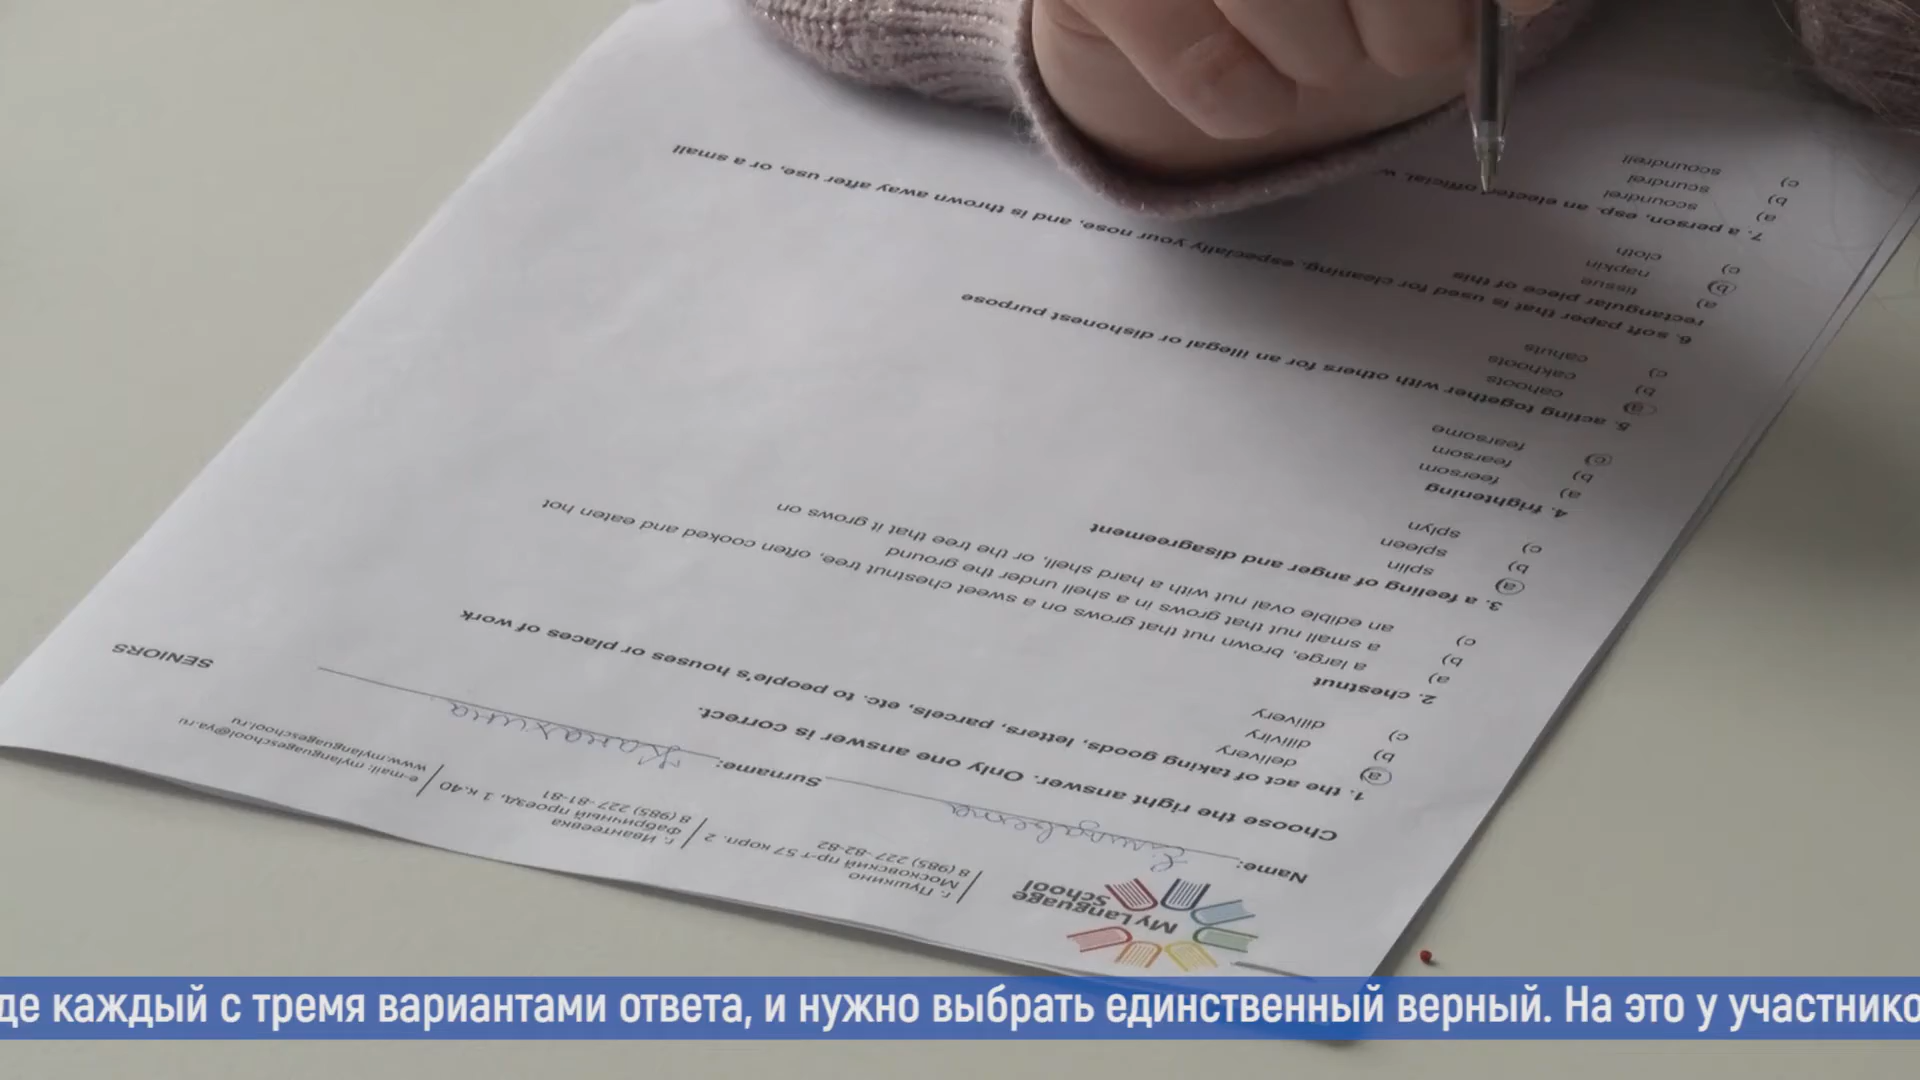 My Language
School
г. Пушкино
Московский пр-т 57 корп. 2
8 (985) 227-82-82
г. Ивантеевка
Фабричный проезд, 1 к.40
8 (985) 227-81-81
e-mail: mylanguageschool@ya.ru
www.mylanguageschool.ru
SENIORS
Name: Елизавета Surname: Канахина
Choose the right answer. Only one answer is correct.
1. the act of taking goods, letters, parcels, etc. to people's houses or places of work
a) delivery
b) diliviry
c) dilivery
2. chestnut
a) a large, brown nut that grows on a sweet chestnut tree, often cooked and eaten hot
b) a small nut that grows in a shell under the ground
c) an edible oval nut with a hard shell, or the tree that it grows on
3. a feeling of anger and disagreement
a) splin
b) spleen
c) splyn
4. frightening
a) feersom
b) fearsom
c) fearsome
5. acting together with others for an illegal or dishonest purpose
a) cahoots
b) cakhoots
c) cahuts
6. soft paper that is used for cleaning, especially your nose, and is thrown away after use, or a small
rectangular piece of this
a) tissue
b) napkin
c) cloth
7. a person, esp. an elected official, w
a) scoundrel
b) scundrel
c) scoundrell
де каждый с тремя вариантами ответа, и нужно выбрать единственный верный. На это у участнико